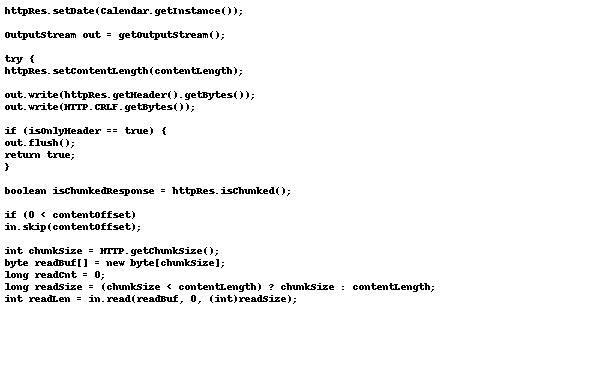 httpRes.setDate(Calendar.getInstance());
OutputStream out = getOutputStream();
try {
httpRes.setContentLength(contentLength);
out.write(httpRes.getHeader().getBytes());
out.write(HTTP.CRLF.getBytes());
if (isOnlyHeader == true) {
out.flush();
return true;
}
boolean isChunkedResponse = httpRes.isChunked();
if (0 < contentOffset)
in.skip(contentOffset);
int chunkSize = HTTP.getChunkSize();
byte readBuf[] = new byte[chunkSize];
long readCnt = 0;
long readSize = (chunkSize < contentLength) ? chunkSize : contentLength;
int readLen = in.read(readBuf, 0, (int)readSize);